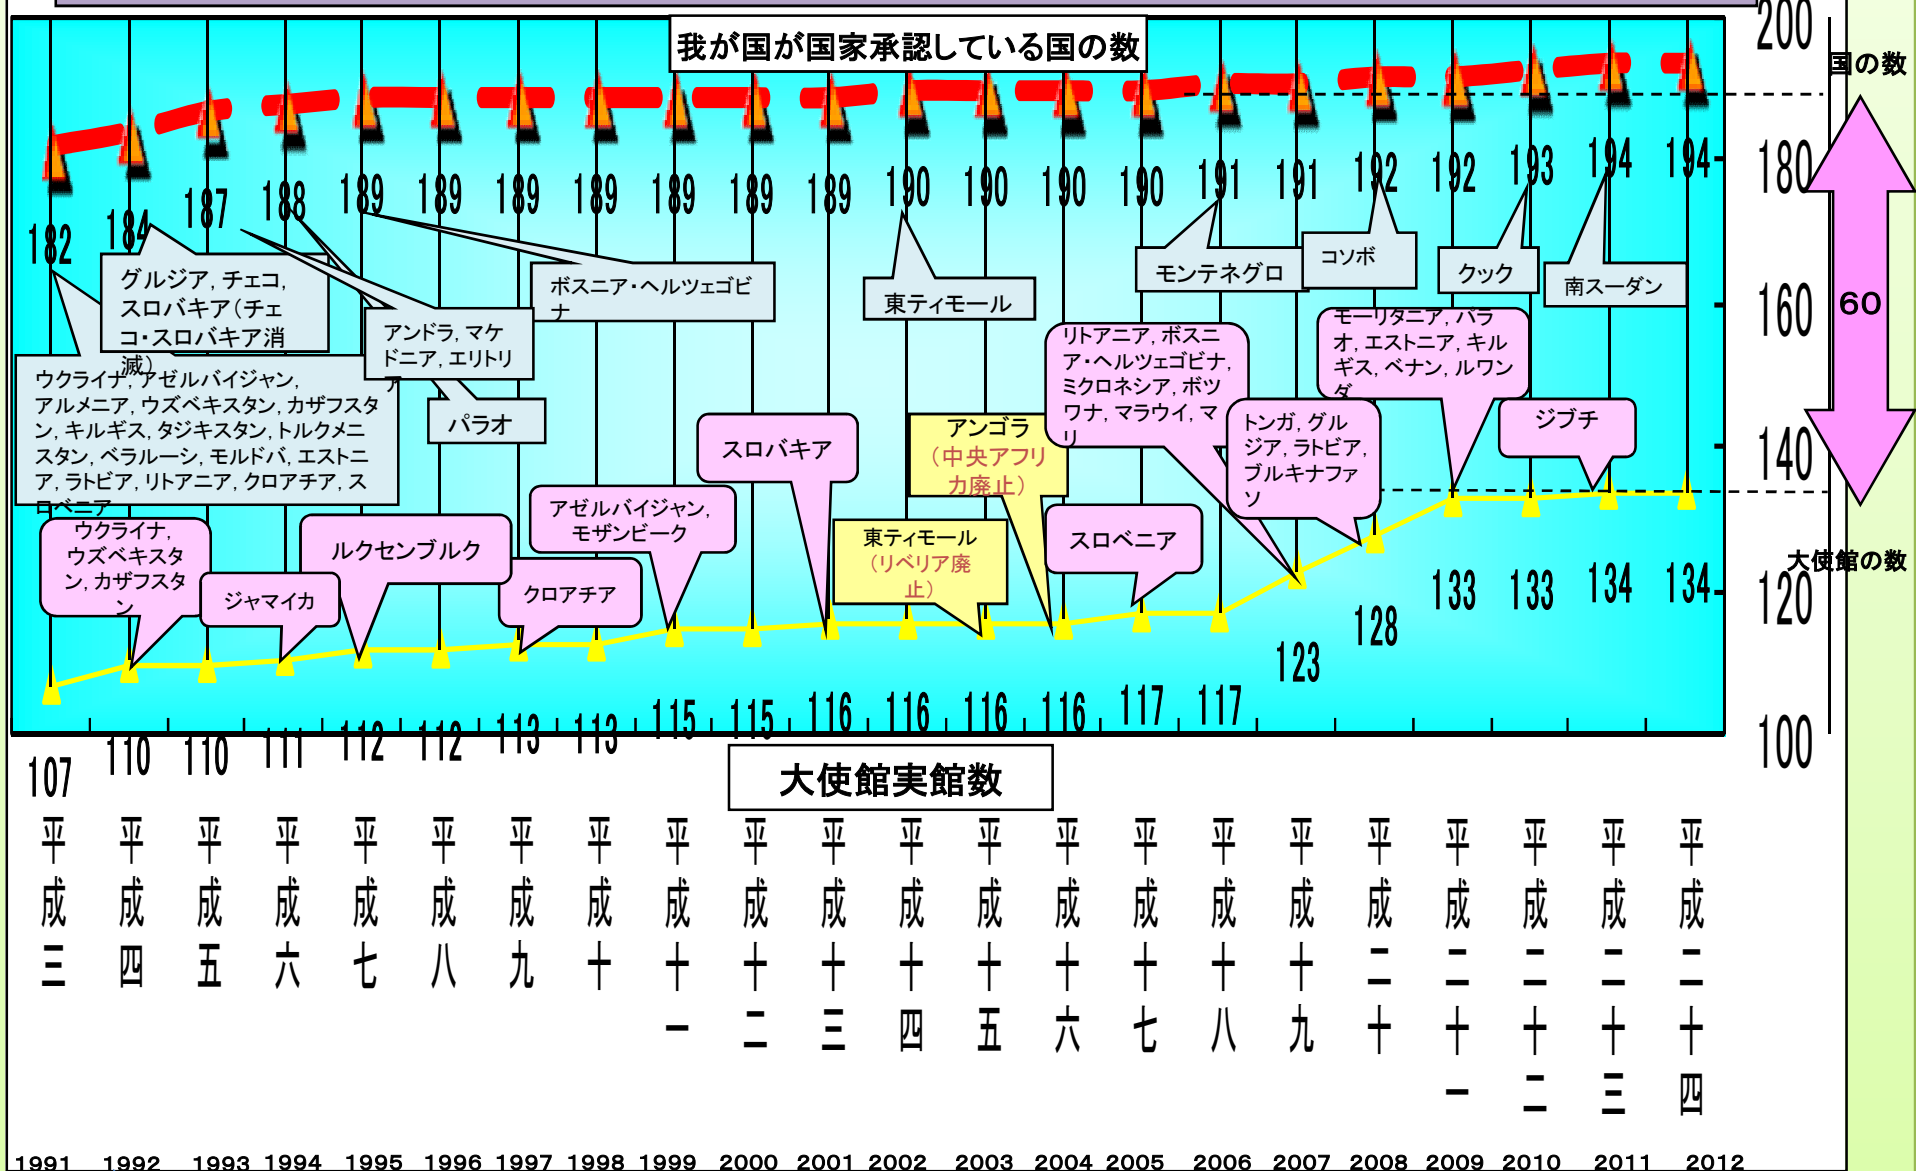 我が国が国家承認している国の数
200
国の数
180
160
60
140
大使館の数
120
100
182
184
187
188
189
189
189
189
189
189
189
190
190
190
190
191
191
192
192
193
194
194
グルジア, チェコ,
スロバキア(チェ
コ・スロバキア消
滅)
ウクライナ, アゼルバイジャン,
アルメニア, ウズベキスタン, カザフスタ
ン, キルギス, タジキスタン, トルクメニ
スタン, ベラルーシ, モルドバ, エストニ
ア, ラトビア, リトアニア, クロアチア, ス
ロベニア
アンドラ, マケ
ドニア, エリトリ
ア
パラオ
ボスニア・ヘルツェゴビ
ナ
東ティモール
モンテネグロ
コソボ
クック
南スーダン
ウクライナ,
ウズベキスタ
ン, カザフスタ
ン
ジャマイカ
ルクセンブルク
クロアチア
アゼルバイジャン,
モザンビーク
スロバキア
東ティモール
(リベリア廃
止)
アンゴラ
(中央アフリ
カ廃止)
スロベニア
リトアニア, ボスニ
ア・ヘルツェゴビナ,
ミクロネシア, ボツ
ワナ, マラウイ, マ
リ
トンガ, グル
ジア, ラトビア,
ブルキナファ
ソ
モーリタニア, パラ
オ, エストニア, キル
ギス, ベナン, ルワン
ダ
ジブチ
107
110
110
111
112
112
113
113
115
115
116
116
116
116
117
117
123
128
133
133
134
134
大使館実館数
平成三
平成四
平成五
平成六
平成七
平成八
平成九
平成十
平成十一
平成十二
平成十三
平成十四
平成十五
平成十六
平成十七
平成十八
平成十九
平成二十
平成二十一
平成二十二
平成二十三
平成二十四
1991 1992 1993 1994 1995 1996 1997 1998 1999 2000 2001 2002 2003 2004 2005 2006 2007 2008 2009 2010 2011 2012